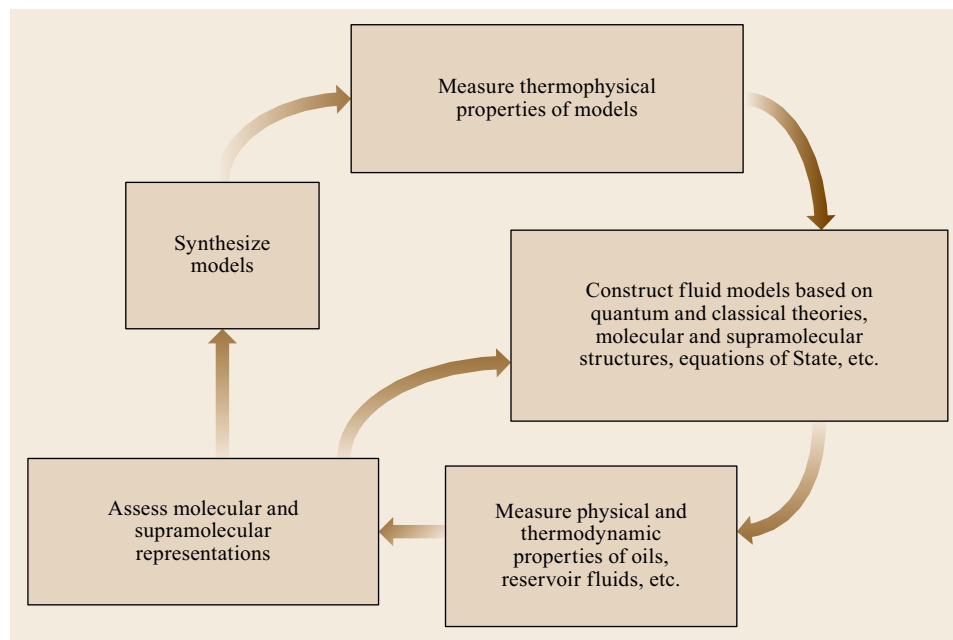 Measure thermophysical
properties of models
Synthesize
models
Construct fluid models based on
quantum and classical theories,
molecular and supramolecular
structures, equations of State, etc.
Assess molecular and
supramolecular
representations
Measure physical and
thermodynamic
properties of oils,
reservoir fluids, etc.